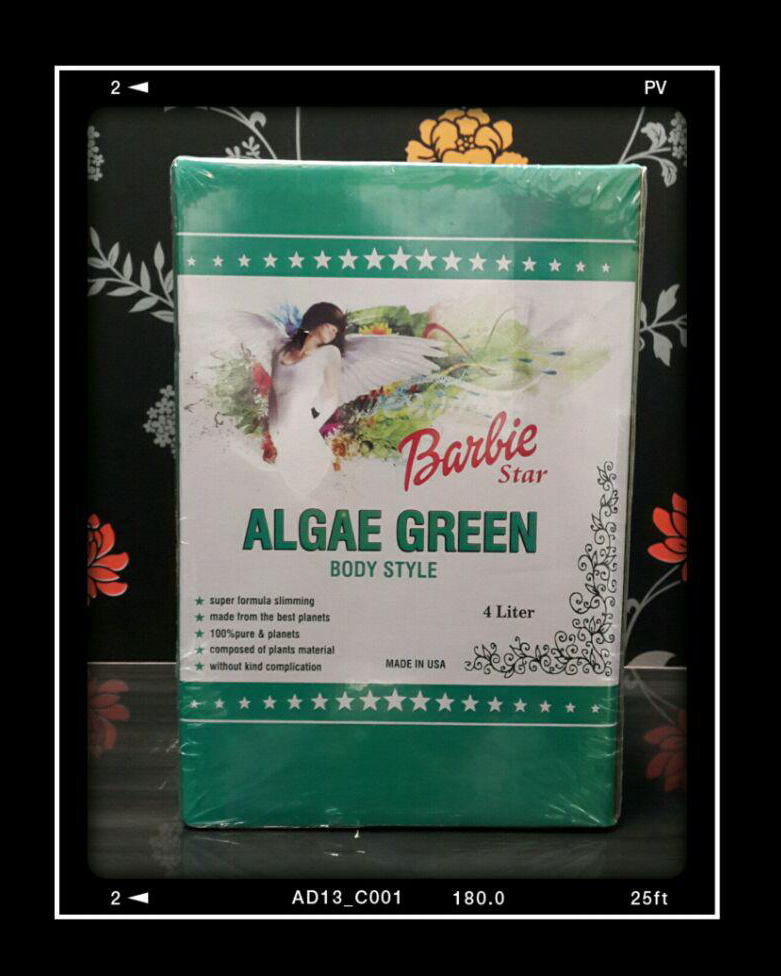 2 ◄ PV
Barbie
Star
ALGAE GREEN
BODY STYLE
★ super formula slimming
★ made from the best planets
★ 100%pure & planets
★ composed of plants material
★ without kind complication
4 Liter
MADE IN USA
2 ◄ AD13_C001 180.0 25ft